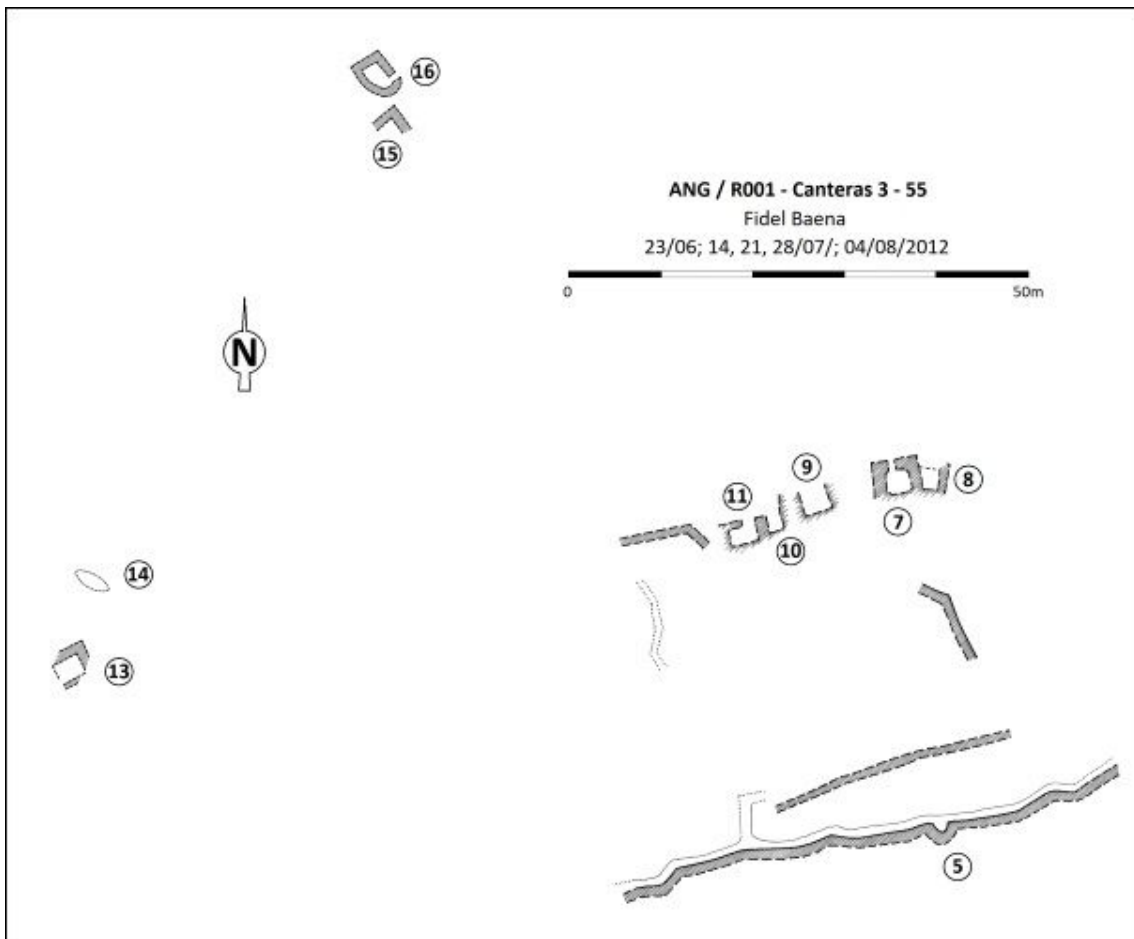 16
15
ANG / R001 - Canteras 3 - 55
Fidel Baena
23/06; 14, 21, 28/07/; 04/08/2012
0 50m
N
9
8
11
7
10
14
13
5